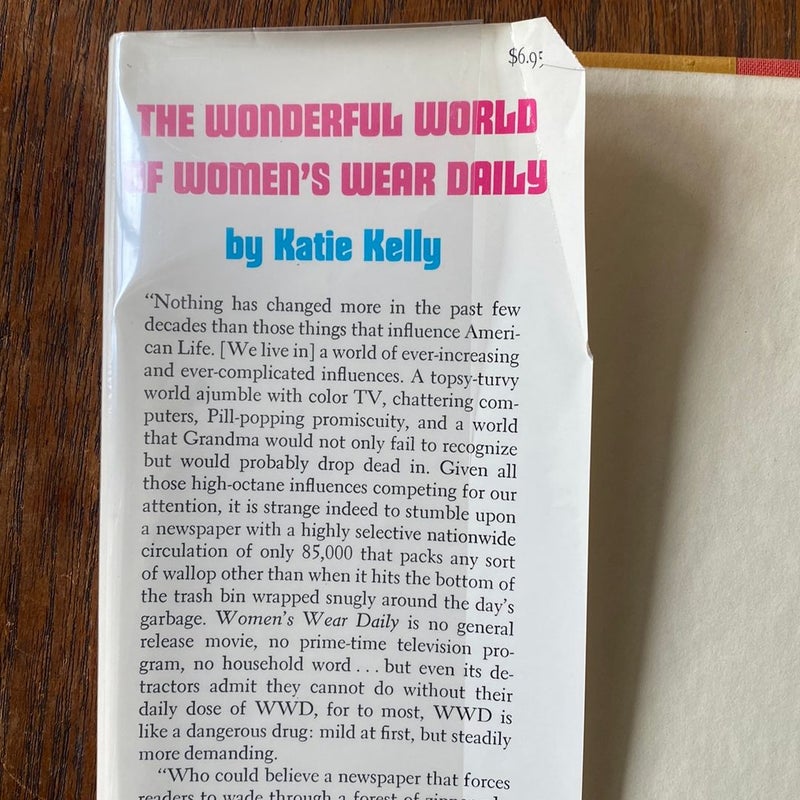 $6.95
THE WONDERFUL WORLD
OF WOMEN'S WEAR DAILY
by Katie Kelly
"Nothing has changed more in the past few
decades than those things that influence Ameri-
can Life. [We live in] a world of ever-increasing
and ever-complicated influences. A topsy-turvy
world ajumble with color TV, chattering com-
puters, Pill-popping promiscuity, and a world
that Grandma would not only fail to recognize
but would probably drop dead in. Given all
those high-octane influences competing for our
attention, it is strange indeed to stumble upon
a newspaper with a highly selective nationwide
circulation of only 85,000 that packs any sort
of wallop other than when it hits the bottom of
the trash bin wrapped snugly around the day's
garbage. Women's Wear Daily is no general
release movie, no prime-time television pro-
gram, no household word . . . but even its de-
tractors admit they cannot do without their
daily dose of WWD, for to most, WWD is
like a dangerous drug: mild at first, but steadily
more demanding.
"Who could believe a newspaper that forces
readers to wade through a forest of